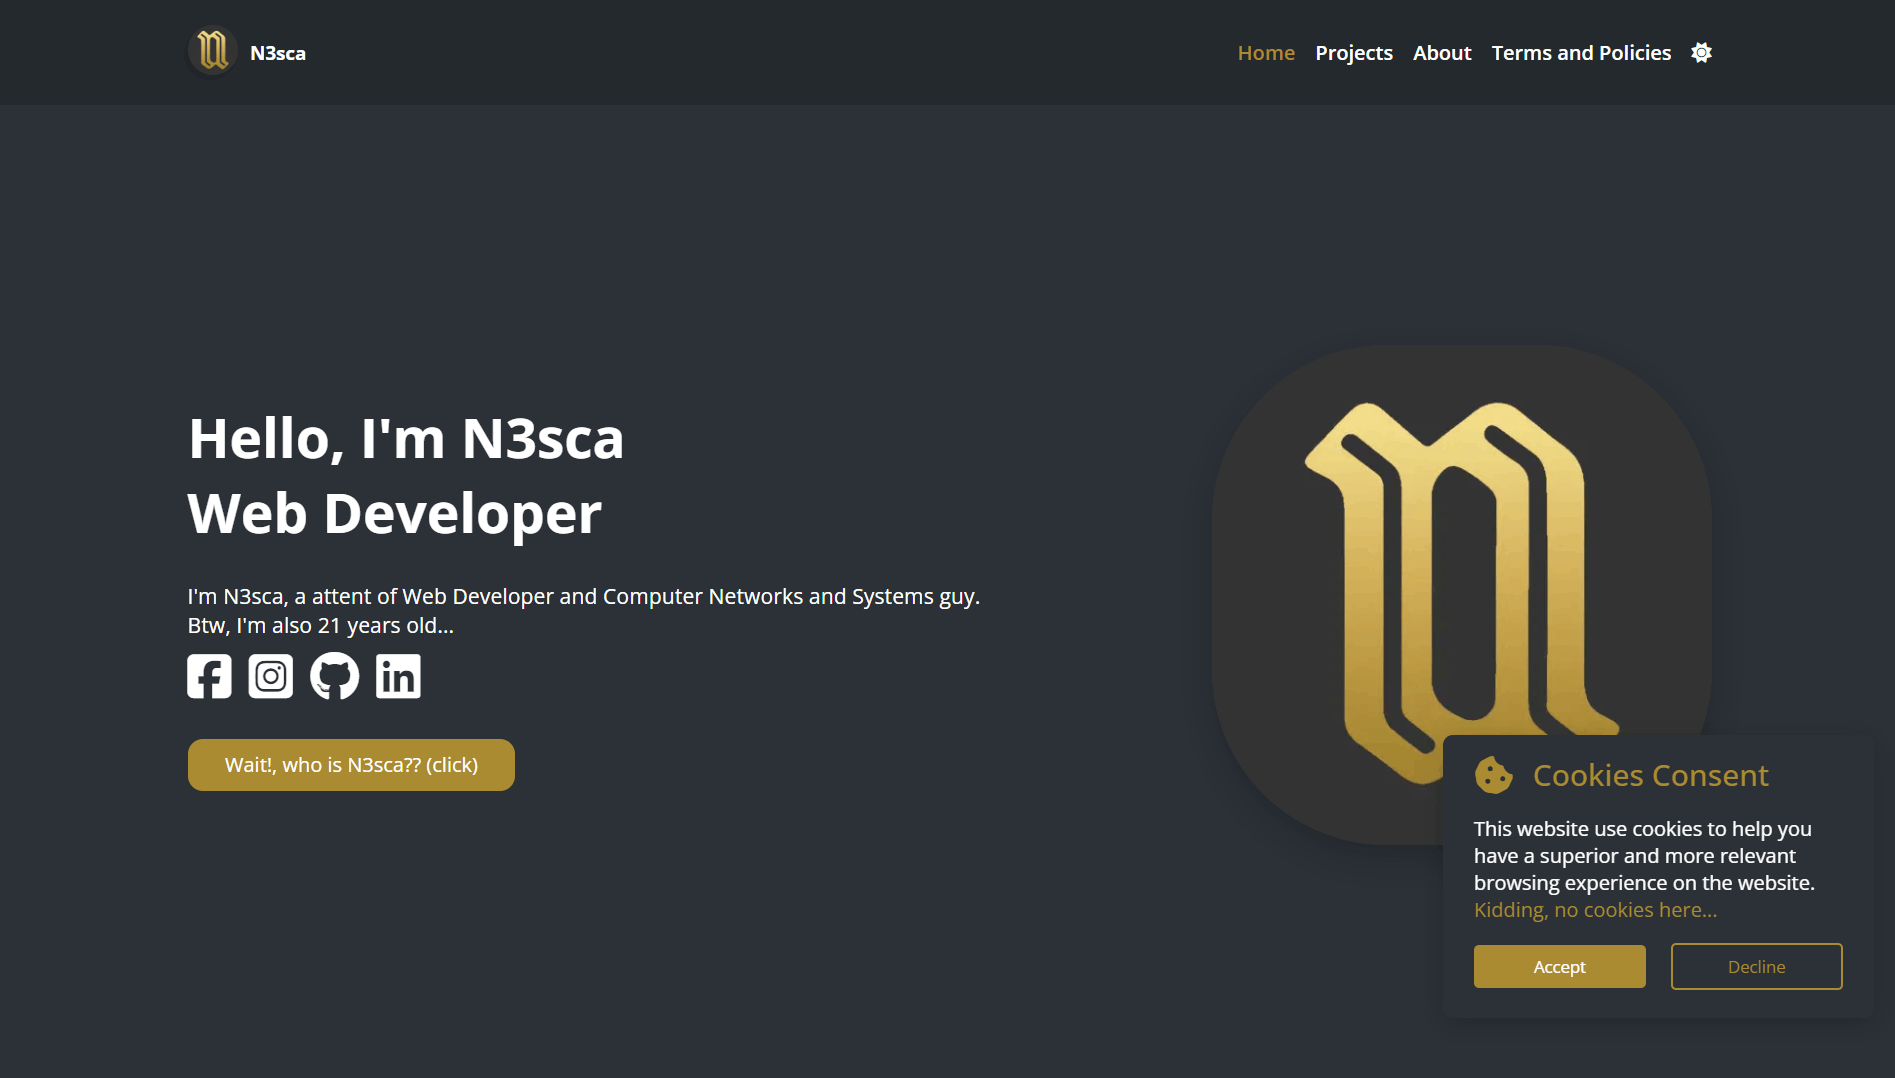 N3sca
Home Projects About Terms and Policies
Hello, I'm N3sca
Web Developer
I'm N3sca, a attent of Web Developer and Computer Networks and Systems guy.
Btw, I'm also 21 years old...
Wait!, who is N3sca?? (click)
Cookies Consent
This website use cookies to help you
have a superior and more relevant
browsing experience on the website.
Kidding, no cookies here...
Accept Decline